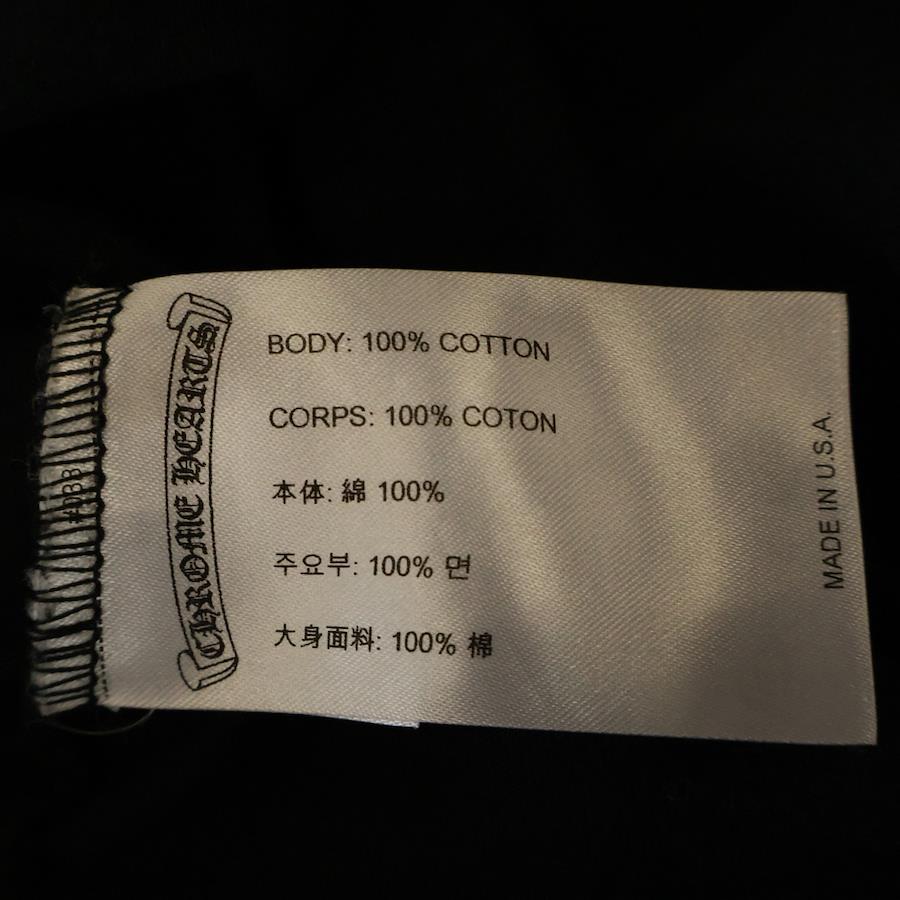 CHROME HEARTS
BODY: 100% COTTON
CORPS: 100% COTON
本体: 綿 100%
주요부: 100% 면
大身面料: 100% 棉
MADE IN U.S.A.